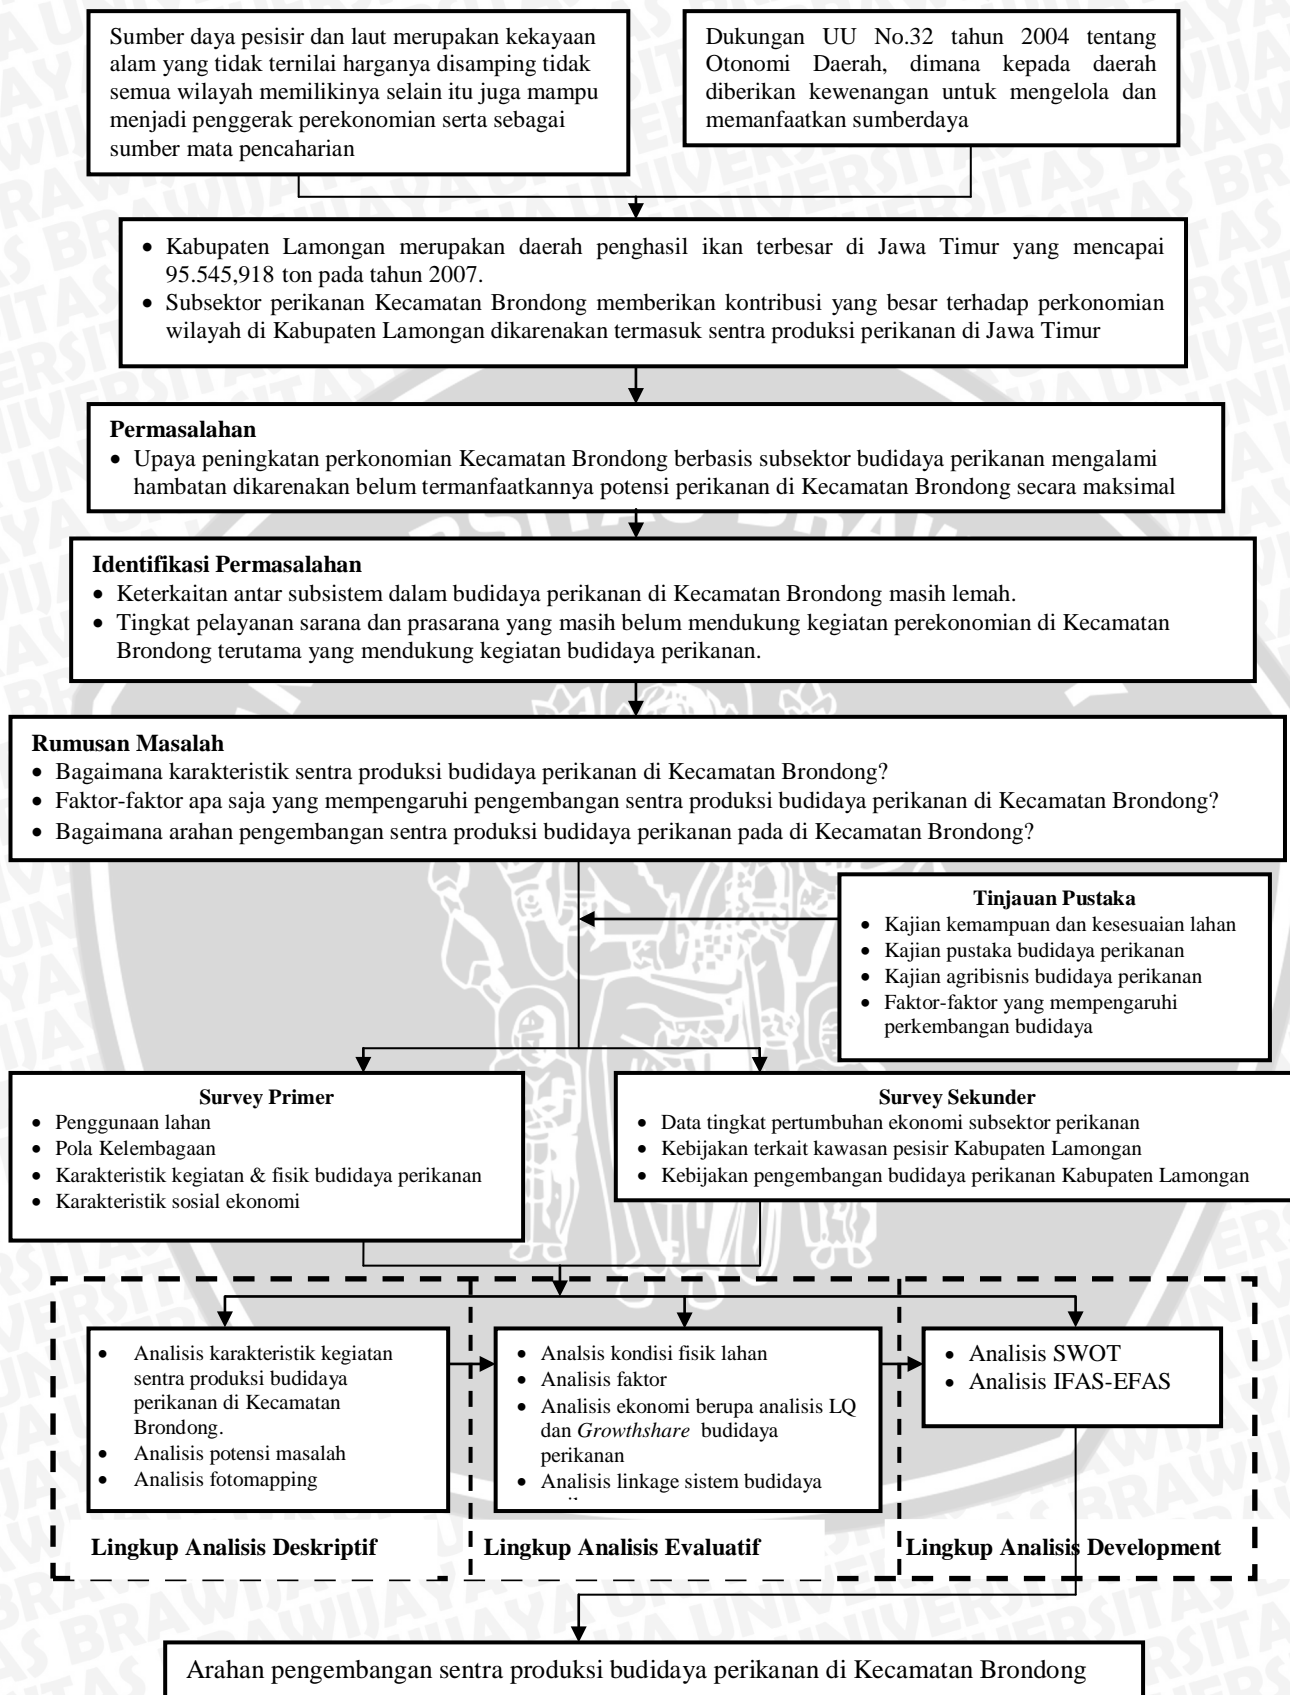 Sumber daya pesisir dan laut merupakan kekayaan
alam yang tidak ternilai harganya disamping tidak
semua wilayah memilikinya selain itu juga mampu
menjadi penggerak perekonomian serta sebagai
sumber mata pencaharian
Dukungan UU No.32 tahun 2004 tentang
Otonomi Daerah, dimana kepada daerah
diberikan kewenangan untuk mengelola dan
memanfaatkan sumberdaya
• Kabupaten Lamongan merupakan daerah penghasil ikan terbesar di Jawa Timur yang mencapai
95.545,918 ton pada tahun 2007.
• Subsektor perikanan Kecamatan Brondong memberikan kontribusi yang besar terhadap perkonomian
wilayah di Kabupaten Lamongan dikarenakan termasuk sentra produksi perikanan di Jawa Timur
Permasalahan
• Upaya peningkatan perkonomian Kecamatan Brondong berbasis subsektor budidaya perikanan mengalami
hambatan dikarenakan belum termanfaatkannya potensi perikanan di Kecamatan Brondong secara maksimal
Identifikasi Permasalahan
• Keterkaitan antar subsistem dalam budidaya perikanan di Kecamatan Brondong masih lemah.
• Tingkat pelayanan sarana dan prasarana yang masih belum mendukung kegiatan perekonomian di Kecamatan
Brondong terutama yang mendukung kegiatan budidaya perikanan.
Rumusan Masalah
• Bagaimana karakteristik sentra produksi budidaya perikanan di Kecamatan Brondong?
• Faktor-faktor apa saja yang mempengaruhi pengembangan sentra produksi budidaya perikanan di Kecamatan Brondong?
• Bagaimana arahan pengembangan sentra produksi budidaya perikanan pada di Kecamatan Brondong?
Tinjauan Pustaka
• Kajian kemampuan dan kesesuaian lahan
• Kajian pustaka budidaya perikanan
• Kajian agribisnis budidaya perikanan
• Faktor-faktor yang mempengaruhi
perkembangan budidaya
Survey Primer
• Penggunaan lahan
• Pola Kelembagaan
• Karakteristik kegiatan & fisik budidaya perikanan
• Karakteristik sosial ekonomi
Survey Sekunder
• Data tingkat pertumbuhan ekonomi subsektor perikanan
• Kebijakan terkait kawasan pesisir Kabupaten Lamongan
• Kebijakan pengembangan budidaya perikanan Kabupaten Lamongan
• Analisis karakteristik kegiatan
sentra produksi budidaya
perikanan di Kecamatan
Brondong.
• Analisis potensi masalah
• Analisis fotomapping
Lingkup Analisis Deskriptif
• Analsis kondisi fisik lahan
• Analisis faktor
• Analisis ekonomi berupa analisis LQ
dan Growthshare budidaya
perikanan
• Analisis linkage sistem budidaya
Lingkup Analisis Evaluatif
• Analisis SWOT
• Analisis IFAS-EFAS
Lingkup Analisis Development
Arahan pengembangan sentra produksi budidaya perikanan di Kecamatan Brondong